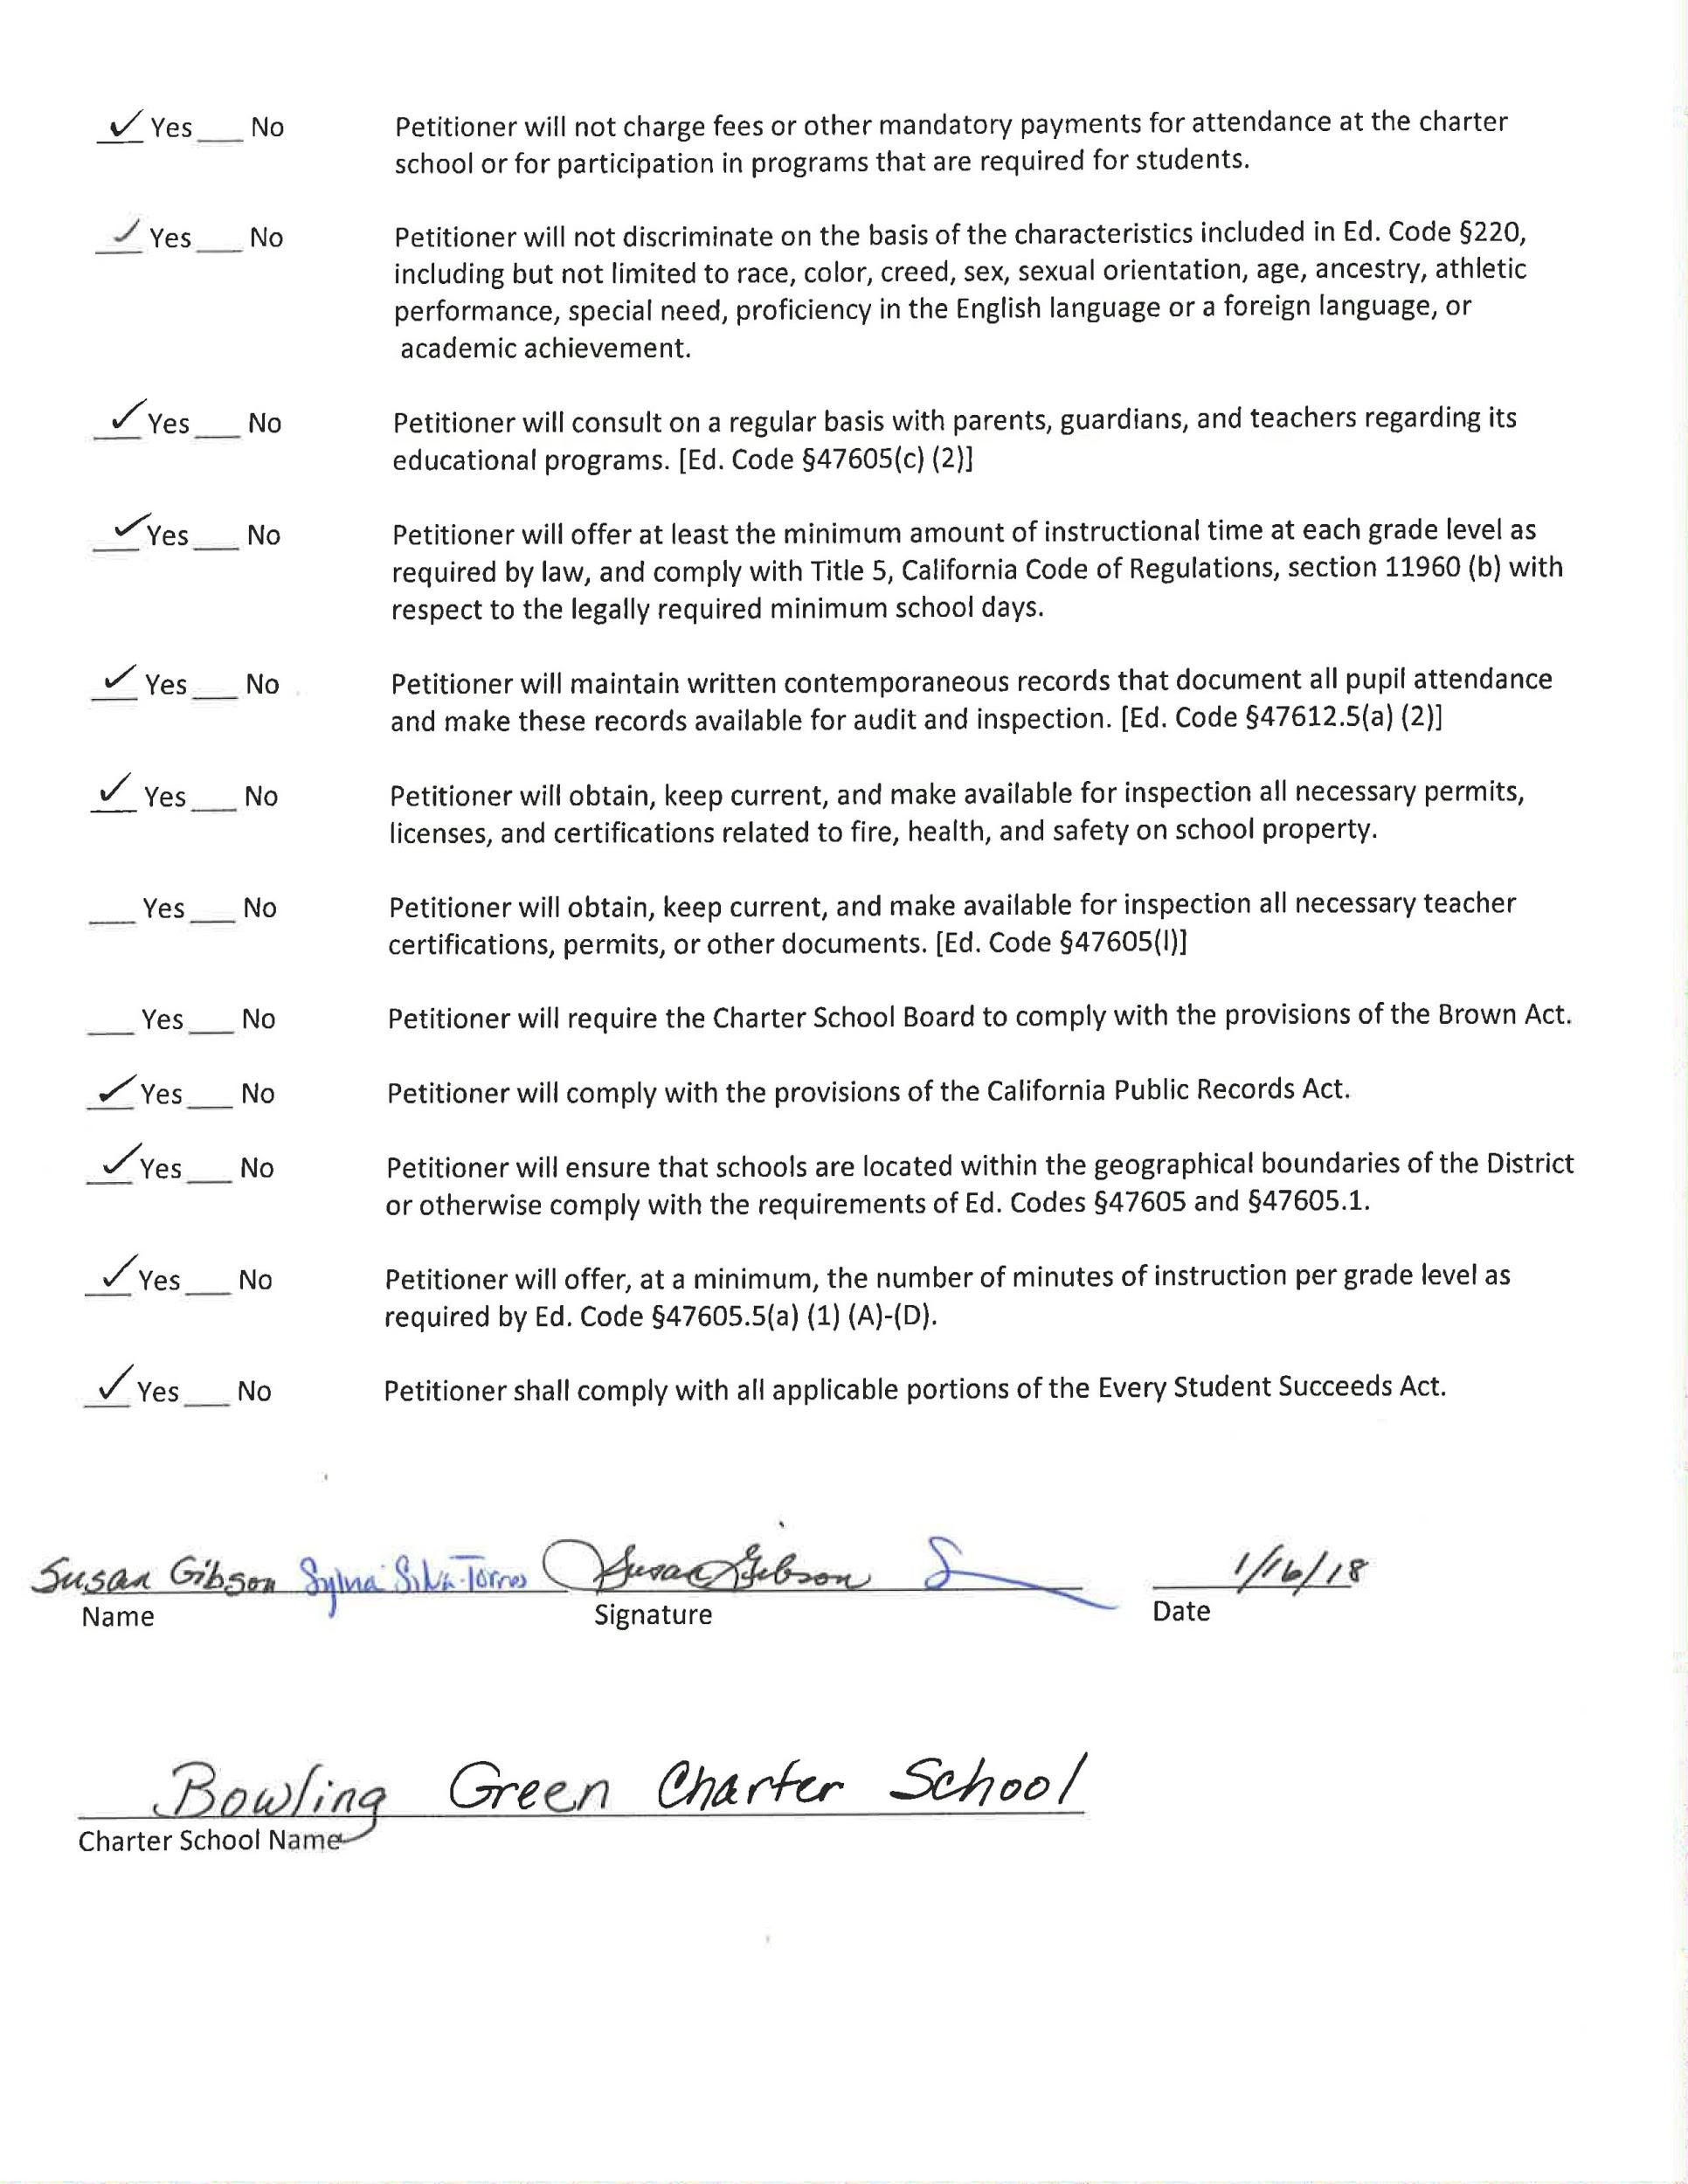 ✓ Yes ___ No Petitioner will not charge fees or other mandatory payments for attendance at the charter
school or for participation in programs that are required for students.
✓ Yes ___ No Petitioner will not discriminate on the basis of the characteristics included in Ed. Code §220,
including but not limited to race, color, creed, sex, sexual orientation, age, ancestry, athletic
performance, special need, proficiency in the English language or a foreign language, or
academic achievement.
✓ Yes ___ No Petitioner will consult on a regular basis with parents, guardians, and teachers regarding its
educational programs. [Ed. Code §47605(c) (2)]
✓ Yes ___ No Petitioner will offer at least the minimum amount of instructional time at each grade level as
required by law, and comply with Title 5, California Code of Regulations, section 11960 (b) with
respect to the legally required minimum school days.
✓ Yes ___ No Petitioner will maintain written contemporaneous records that document all pupil attendance
and make these records available for audit and inspection. [Ed. Code §47612.5(a) (2)]
✓ Yes ___ No Petitioner will obtain, keep current, and make available for inspection all necessary permits,
licenses, and certifications related to fire, health, and safety on school property.
___ Yes ___ No Petitioner will obtain, keep current, and make available for inspection all necessary teacher
certifications, permits, or other documents. [Ed. Code §47605(l)]
___ Yes ___ No Petitioner will require the Charter School Board to comply with the provisions of the Brown Act.
✓ Yes ___ No Petitioner will comply with the provisions of the California Public Records Act.
✓ Yes ___ No Petitioner will ensure that schools are located within the geographical boundaries of the District
or otherwise comply with the requirements of Ed. Codes §47605 and §47605.1.
✓ Yes ___ No Petitioner will offer, at a minimum, the number of minutes of instruction per grade level as
required by Ed. Code §47605.5(a) (1) (A)-(D).
✓ Yes ___ No Petitioner shall comply with all applicable portions of the Every Student Succeeds Act.
Susan Gibson Sylvia Silva-Torres Susan Gibson 1/16/18
Name Signature Date
Bowling Green Charter School
Charter School Name